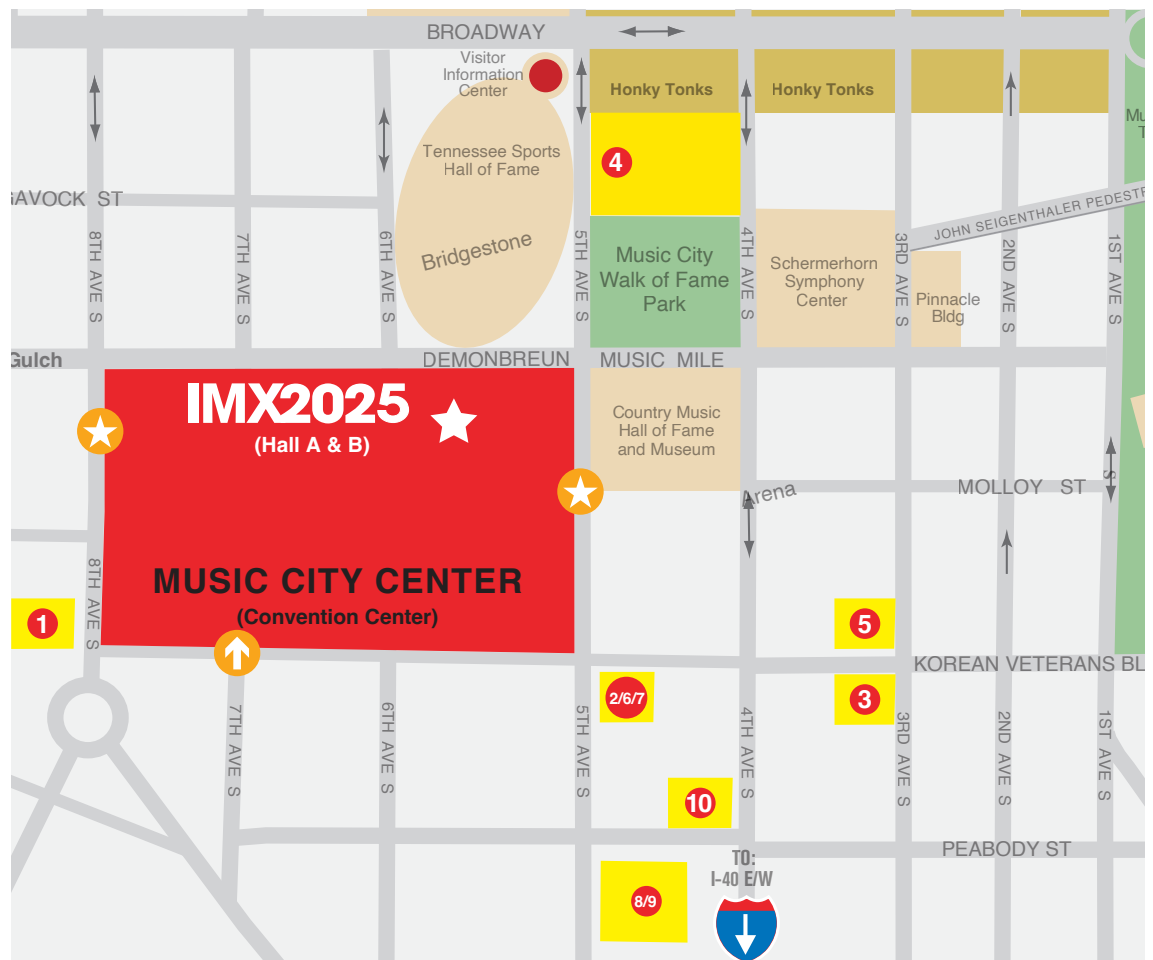 BROADWAY
Visitor
Information
Center
Honky Tonks
Honky Tonks
Tennessee Sports
Hall of Fame
4
Bridgestone
GAVOCK ST
8TH AVE S
7TH AVE S
6TH AVE S
5TH AVE S
Music City
Walk of Fame
Park
4TH AVE S
Schermerhorn
Symphony
Center
3RD AVE S
JOHN SEIGENTHALER PEDESTR
2ND AVE S
1ST AVE S
Pinnacle
Bldg
Mu
T
Gulch
DEMONBREUN
MUSIC MILE
IMX2025
(Hall A & B)
Country Music
Hall of Fame
and Museum
Arena
MOLLOY ST
S
MUSIC CITY CENTER
(Convention Center)
8TH AVE S
1
5
KOREAN VETERANS BL
2/6/7
3
7TH AVE S
6TH AVE S
5TH AVE S
4TH AVE S
3RD AVE S
2ND AVE S
1ST AVE S
10
PEABODY ST
TO:
I-40 E/W
8/9